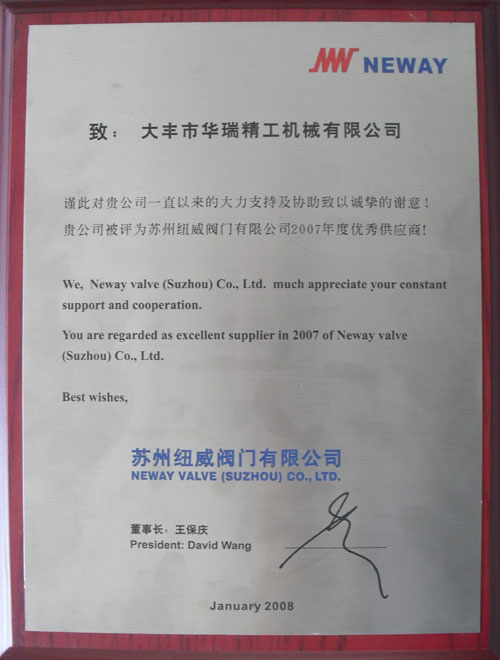 NEWAY
致： 大丰市华瑞精工机械有限公司
谨此对贵公司一直以来的大力支持及协助致以诚挚的谢意！
贵公司被评为苏州纽威阀门有限公司2007年度优秀供应商!
We, Neway valve (Suzhou) Co., Ltd. much appreciate your constant
support and cooperation.
You are regarded as excellent supplier in 2007 of Neway valve
(Suzhou) Co., Ltd.
Best wishes,
苏州纽威阀门有限公司
NEWAY VALVE (SUZHOU) CO., LTD.
董事长：王保庆
President: David Wang
January 2008